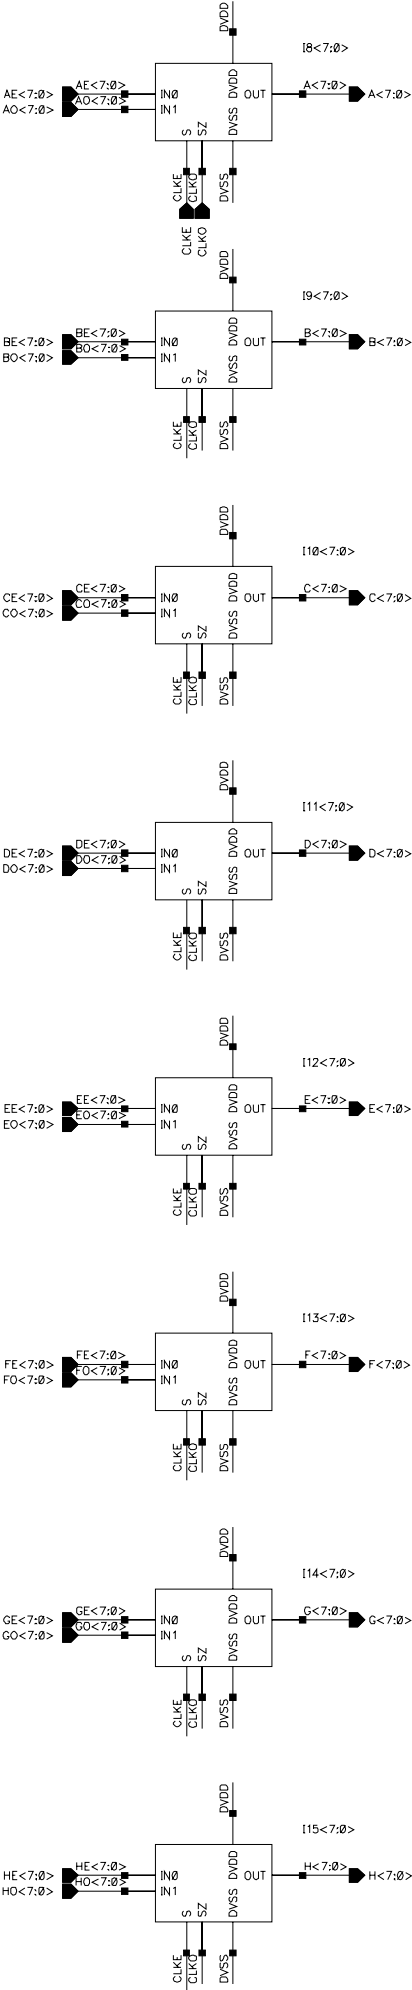 DVDD
I8<7:0>
AE<7:0> AE<7:0> IN0 DVDD OUT A<7:0> A<7:0>
AO<7:0> AO<7:0> IN1
S SZ DVSS
CLKE CLKO DVSS
CLKE CLKO
DVDD
I9<7:0>
BE<7:0> BE<7:0> IN0 DVDD OUT B<7:0> B<7:0>
BO<7:0> BO<7:0> IN1
S SZ DVSS
CLKE CLKO DVSS
DVDD
I10<7:0>
CE<7:0> CE<7:0> IN0 DVDD OUT C<7:0> C<7:0>
CO<7:0> CO<7:0> IN1
S SZ DVSS
CLKE CLKO DVSS
DVDD
I11<7:0>
DE<7:0> DE<7:0> IN0 DVDD OUT D<7:0> D<7:0>
DO<7:0> DO<7:0> IN1
S SZ DVSS
CLKE CLKO DVSS
DVDD
I12<7:0>
EE<7:0> EE<7:0> IN0 DVDD OUT E<7:0> E<7:0>
EO<7:0> EO<7:0> IN1
S SZ DVSS
CLKE CLKO DVSS
DVDD
I13<7:0>
FE<7:0> FE<7:0> IN0 DVDD OUT F<7:0> F<7:0>
FO<7:0> FO<7:0> IN1
S SZ DVSS
CLKE CLKO DVSS
DVDD
I14<7:0>
GE<7:0> GE<7:0> IN0 DVDD OUT G<7:0> G<7:0>
GO<7:0> GO<7:0> IN1
S SZ DVSS
CLKE CLKO DVSS
DVDD
I15<7:0>
HE<7:0> HE<7:0> IN0 DVDD OUT H<7:0> H<7:0>
HO<7:0> HO<7:0> IN1
S SZ DVSS
CLKE CLKO DVSS